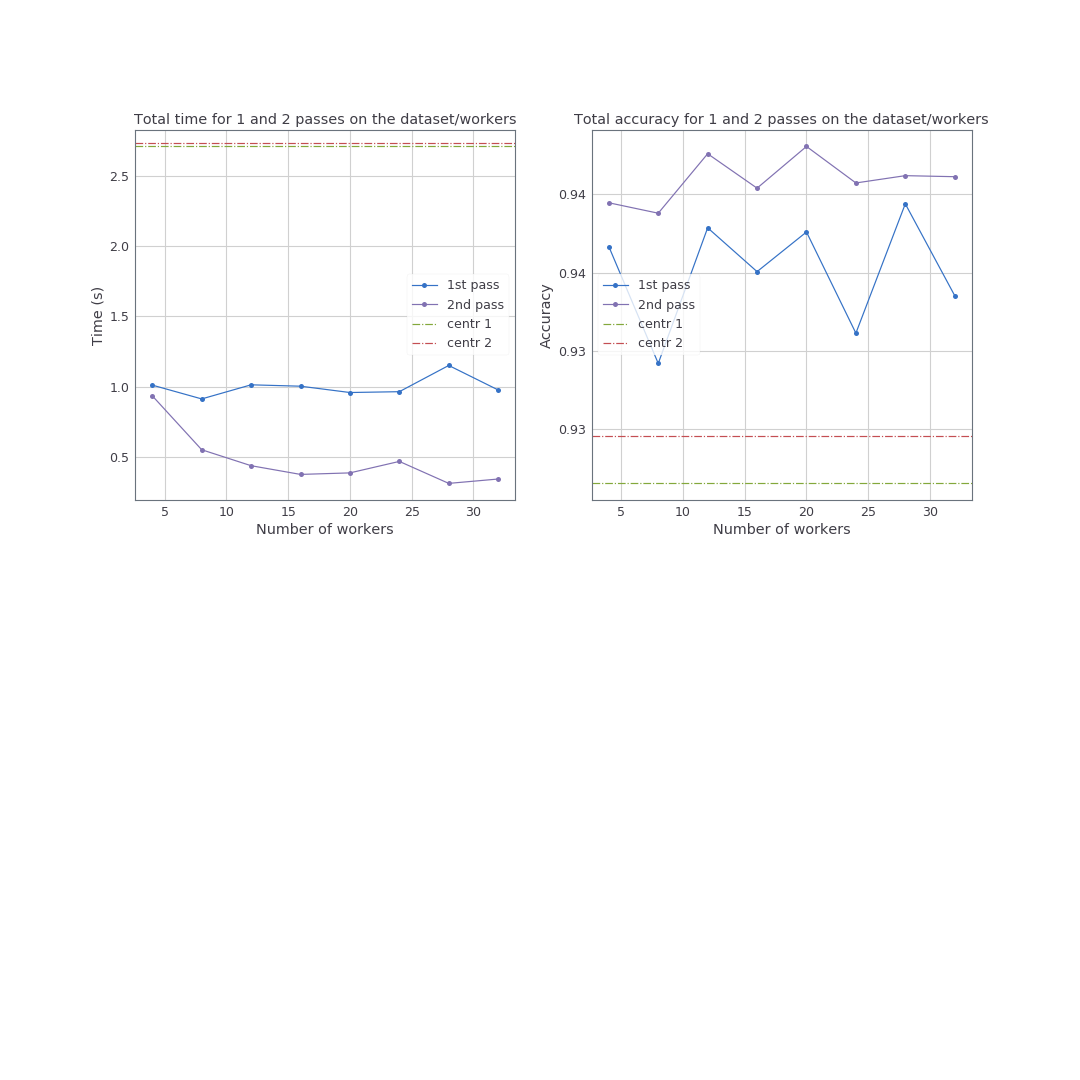 Total time for 1 and 2 passes on the dataset/workers
2.5
2.0
1.5
1.0
0.5
Time (s)
1st pass
2nd pass
centr 1
centr 2
5 10 15 20 25 30
Number of workers
Total accuracy for 1 and 2 passes on the dataset/workers
0.94
0.94
0.93
0.93
Accuracy
1st pass
2nd pass
centr 1
centr 2
5 10 15 20 25 30
Number of workers